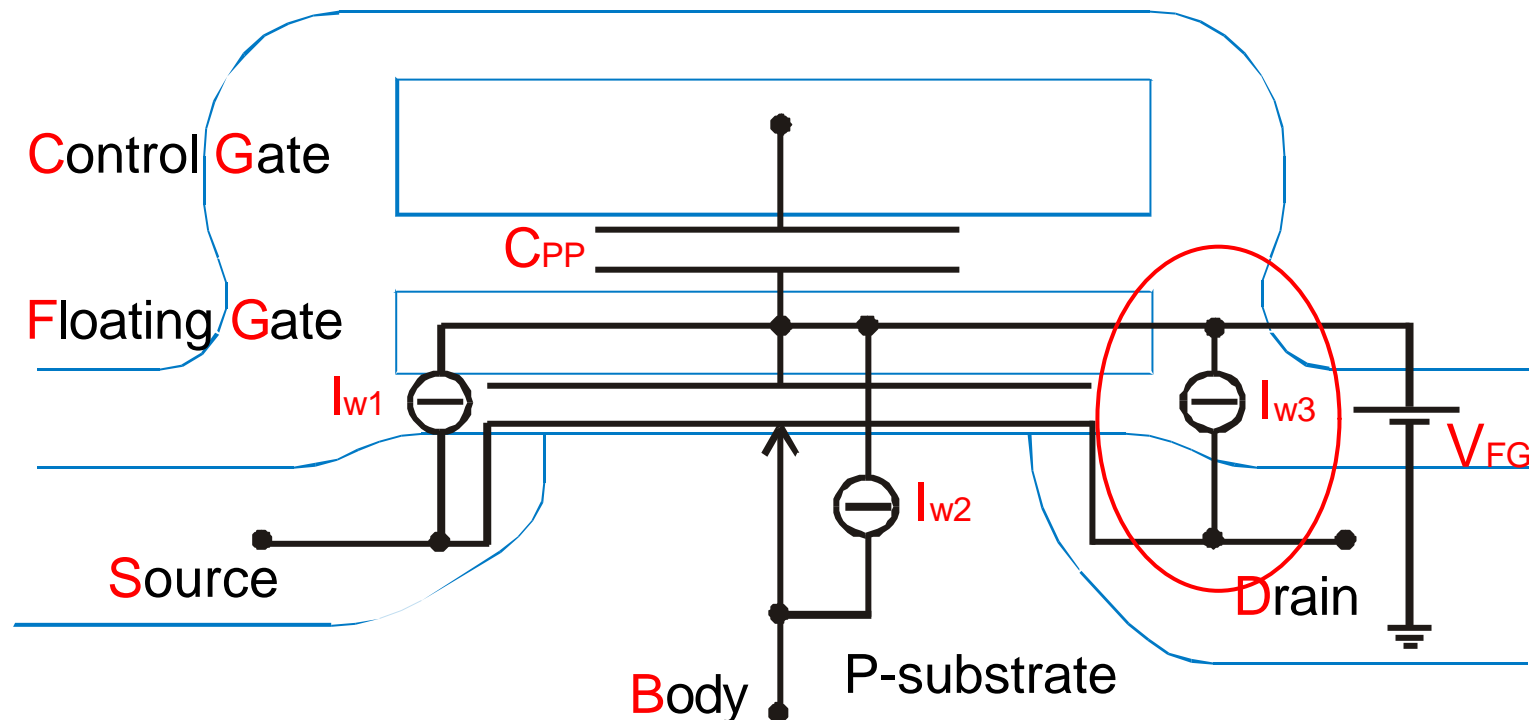 Control Gate
CPP
Floating Gate
Iw1
Iw3
VFG
Iw2
Source
Drain
P-substrate
Body